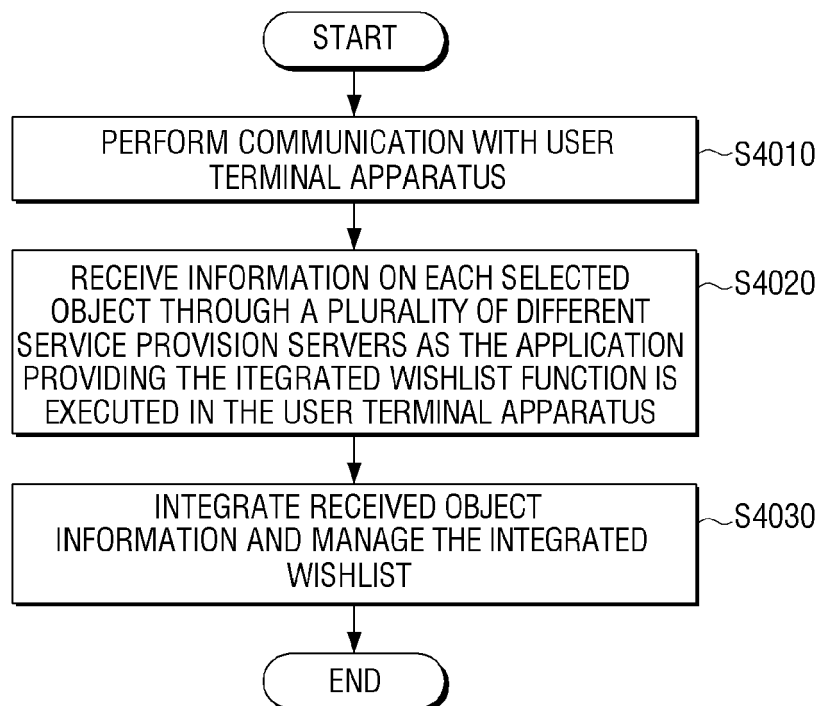 START
PERFORM COMMUNICATION WITH USER
TERMINAL APPARATUS
S4010
RECEIVE INFORMATION ON EACH SELECTED
OBJECT THROUGH A PLURALITY OF DIFFERENT
SERVICE PROVISION SERVERS AS THE APPLICATION
PROVIDING THE ITEGRATED WISHLIST FUNCTION IS
EXECUTED IN THE USER TERMINAL APPARATUS
S4020
INTEGRATE RECEIVED OBJECT
INFORMATION AND MANAGE THE INTEGRATED
WISHLIST
S4030
END